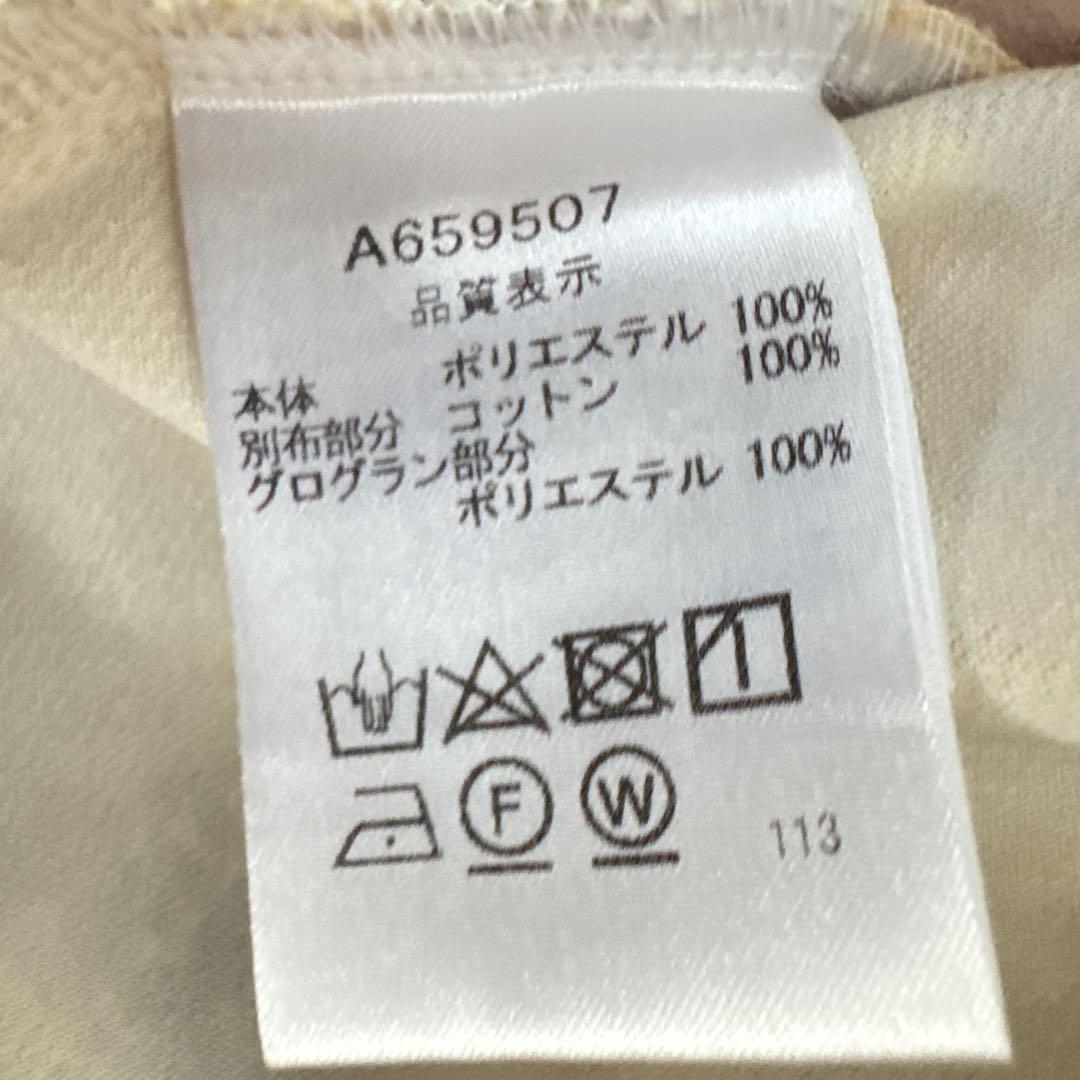 A659507
品質表示
本体 ポリエステル 100%
別布部分 コットン 100%
グログラン部分
ポリエステル 100%
F W 113